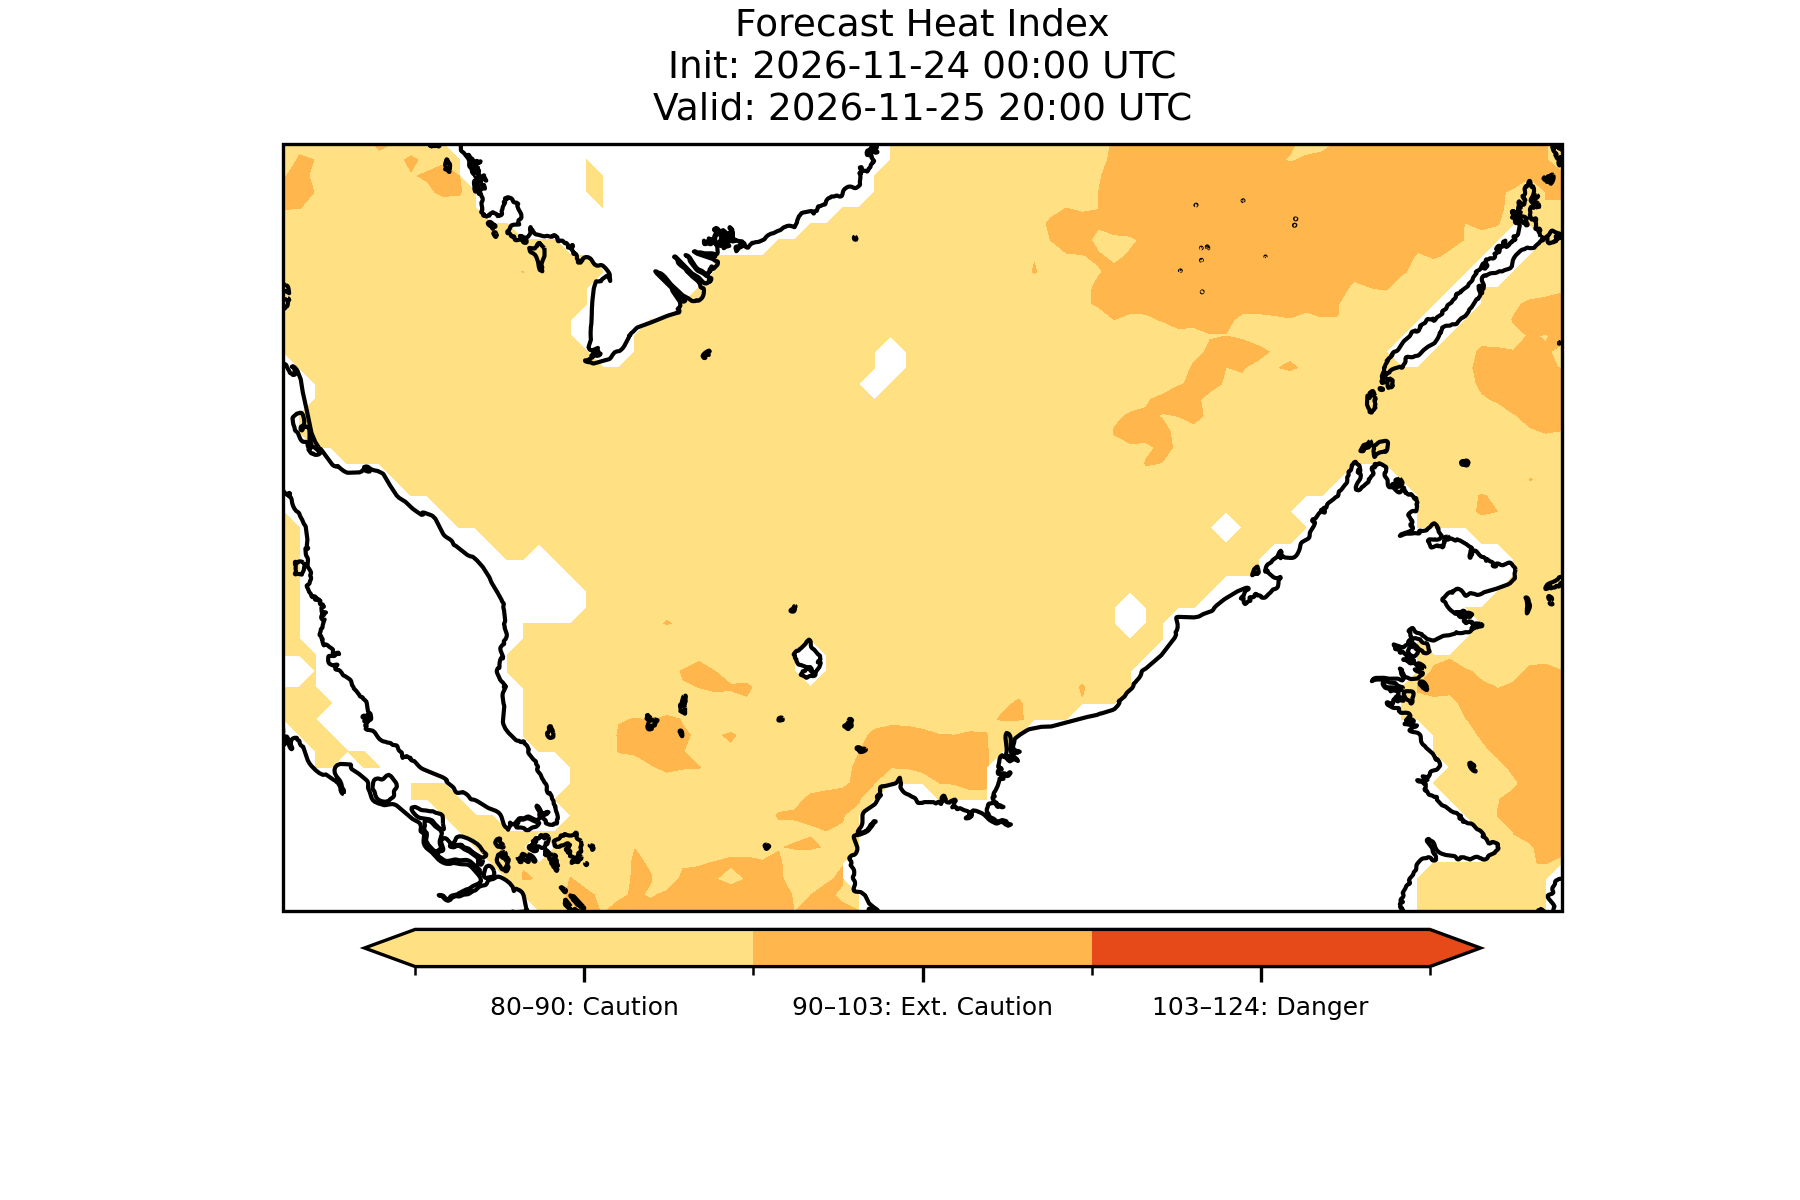 Forecast Heat Index
Init: 2026-11-24 00:00 UTC
Valid: 2026-11-25 20:00 UTC
80–90: Caution
90–103: Ext. Caution
103–124: Danger